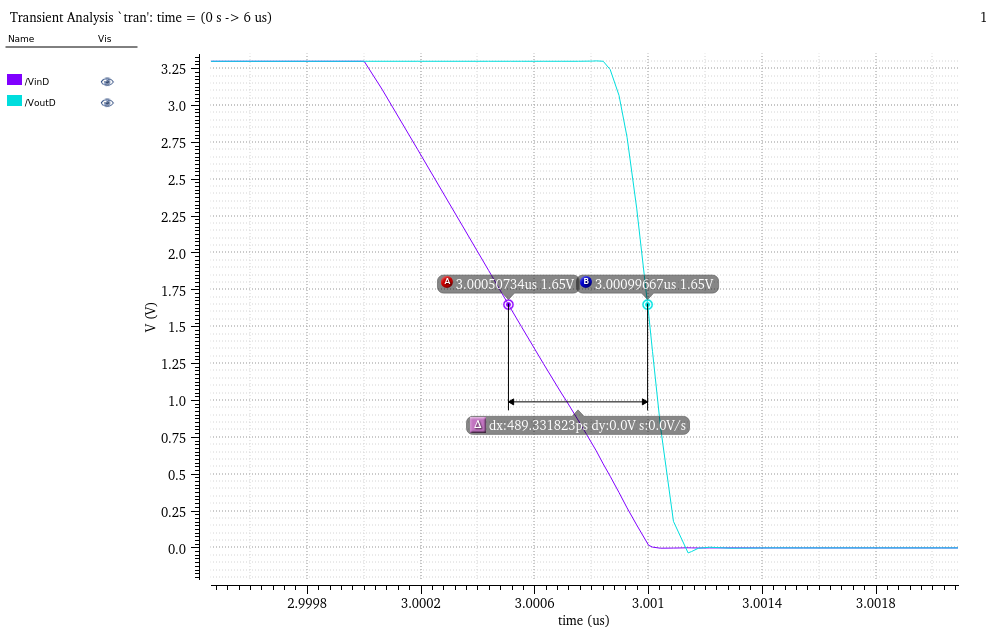 Transient Analysis `tran': time = (0 s -> 6 us)
1
Name Vis
/VinD
/VoutD
V (V)
3.25
3.0
2.75
2.5
2.25
2.0
1.75
1.5
1.25
1.0
0.75
0.5
0.25
0.0
A 3.00050734us 1.65V
B 3.00099667us 1.65V
Δ dx:489.331823ps dy:0.0V s:0.0V/s
2.9998 3.0002 3.0006 3.001 3.0014 3.0018
time (us)